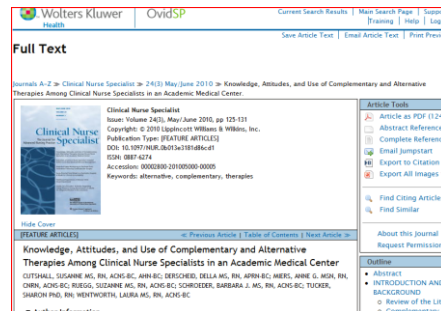 Wolters Kluwer
Health
OvidSP
Current Search Results | Main Search Page
Training | Help
Save Article Text | Email Article Text |
Full Text
Journals A-Z > Clinical Nurse Specialist > 24(3) May/June 2010 > Knowledge, Attitudes, and Use of Complementary and Alternative
Therapies Among Clinical Nurse Specialists in an Academic Medical Center.
Clinical Nurse
Specialist
Hide Cover
Clinical Nurse Specialist
Issue: Volume 24(3), May/June 2010, pp 125-131
Copyright: © 2010 Lippincott Williams & Wilkins, Inc.
Publication Type: [FEATURE ARTICLES]
DOI: 10.1097/NUR.0b013e3181d86cd1
ISSN: 0887-6274
Accession: 00002800-201005000-00005
Keywords: alternative, complementary, therapies
[FEATURE ARTICLES]
<< Previous Article | Table of Contents | Next Article >>
Knowledge, Attitudes, and Use of Complementary and Alternative
Therapies Among Clinical Nurse Specialists in an Academic Medical Center
CUTSHALL, SUSANNE MS, RN, ACNS-BC, AHN-BC; DERSCHEID, DELLA MS, RN, APRN-BC; MIERS, ANNE G. MSN, RN,
CNRN, ACNS-BC; RUEGG, SUZANNE MS, RN, ACNS-BC; SCHROEDER, BARBARA J. MS, RN, ACNS-BC; TUCKER,
SHARON PhD, RN; WENTWORTH, LAURA MS, RN, ACNS-BC
Article Tools
Article as PDF
Abstract Reference
Complete Reference
Email Jumpstart
Export to Citation
Export All Images
Find Citing Article
Find Similar
About this Journal
Request Permission
Outline
Abstract
INTRODUCTION AND
BACKGROUND
Review of the